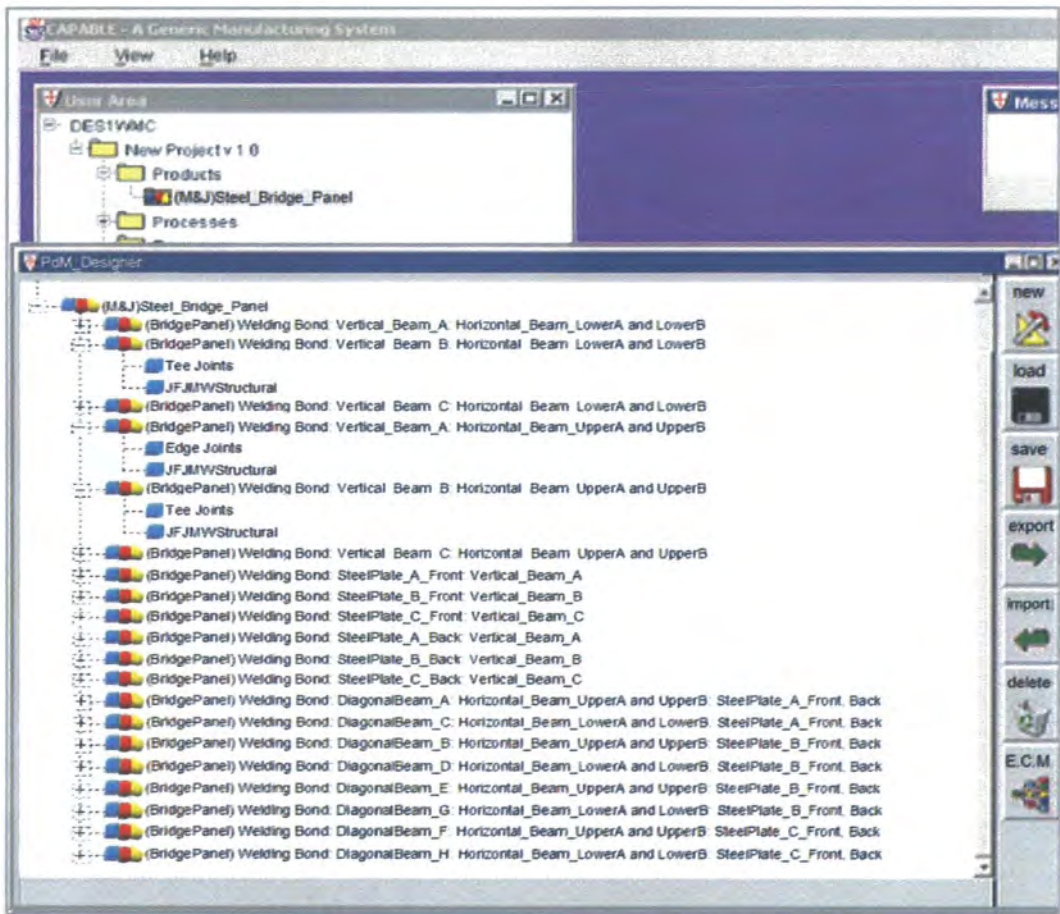 CAPABLE - A Generic Manufacturing System
File View Help
User Area
Mess
DES1WMC
New Project v 1 0
Products
(M&J)Steel_Bridge_Panel
Processes
PdM_Designer
(M&J)Steel_Bridge_Panel
(BridgePanel) Welding Bond: Vertical_Beam_A: Horizontal_Beam_LowerA and LowerB
(BridgePanel) Welding Bond: Vertical_Beam_B: Horizontal_Beam_LowerA and LowerB
Tee Joints
JFJMWStructural
(BridgePanel) Welding Bond: Vertical_Beam_C: Horizontal_Beam_LowerA and LowerB
(BridgePanel) Welding Bond: Vertical_Beam_A: Horizontal_Beam_UpperA and UpperB
Edge Joints
JFJMWStructural
(BridgePanel) Welding Bond: Vertical_Beam_B: Horizontal_Beam_UpperA and UpperB
Tee Joints
JFJMWStructural
(BridgePanel) Welding Bond: Vertical_Beam_C: Horizontal_Beam_UpperA and UpperB
(BridgePanel) Welding Bond: SteelPlate_A_Front: Vertical_Beam_A
(BridgePanel) Welding Bond: SteelPlate_B_Front: Vertical_Beam_B
(BridgePanel) Welding Bond: SteelPlate_C_Front: Vertical_Beam_C
(BridgePanel) Welding Bond: SteelPlate_A_Back: Vertical_Beam_A
(BridgePanel) Welding Bond: SteelPlate_B_Back: Vertical_Beam_B
(BridgePanel) Welding Bond: SteelPlate_C_Back: Vertical_Beam_C
(BridgePanel) Welding Bond: DiagonalBeam_A: Horizontal_Beam_UpperA and UpperB: SteelPlate_A_Front, Back
(BridgePanel) Welding Bond: DiagonalBeam_C: Horizontal_Beam_LowerA and LowerB: SteelPlate_A_Front, Back
(BridgePanel) Welding Bond: DiagonalBeam_B: Horizontal_Beam_UpperA and UpperB: SteelPlate_B_Front, Back
(BridgePanel) Welding Bond: DiagonalBeam_D: Horizontal_Beam_LowerA and LowerB: SteelPlate_B_Front, Back
(BridgePanel) Welding Bond: DiagonalBeam_E: Horizontal_Beam_UpperA and UpperB: SteelPlate_B_Front, Back
(BridgePanel) Welding Bond: DiagonalBeam_G: Horizontal_Beam_LowerA and LowerB: SteelPlate_B_Front, Back
(BridgePanel) Welding Bond: DiagonalBeam_F: Horizontal_Beam_UpperA and UpperB: SteelPlate_C_Front, Back
(BridgePanel) Welding Bond: DiagonalBeam_H: Horizontal_Beam_LowerA and LowerB: SteelPlate_C_Front, Back
new
load
save
export
import
delete
E.C.M